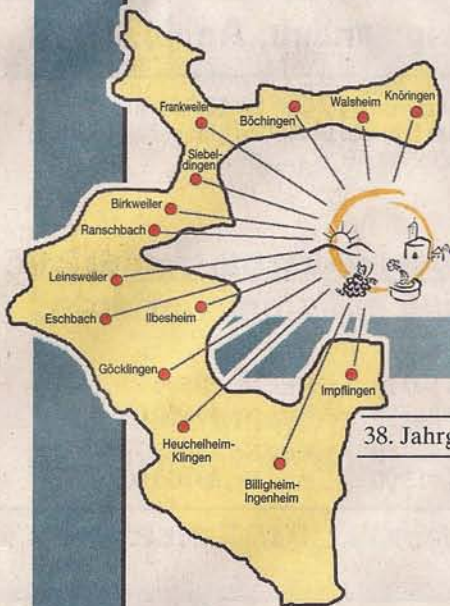 Knöringen
Walsheim
Frankweiler
Böchingen
Siebel-
dingen
Birkweiler
Ranschbach
Leinsweiler
Eschbach
Ilbesheim
Göcklingen
Impflingen
38. Jahrg
Heuchelheim-
Klingen
Billigheim-
Ingenheim